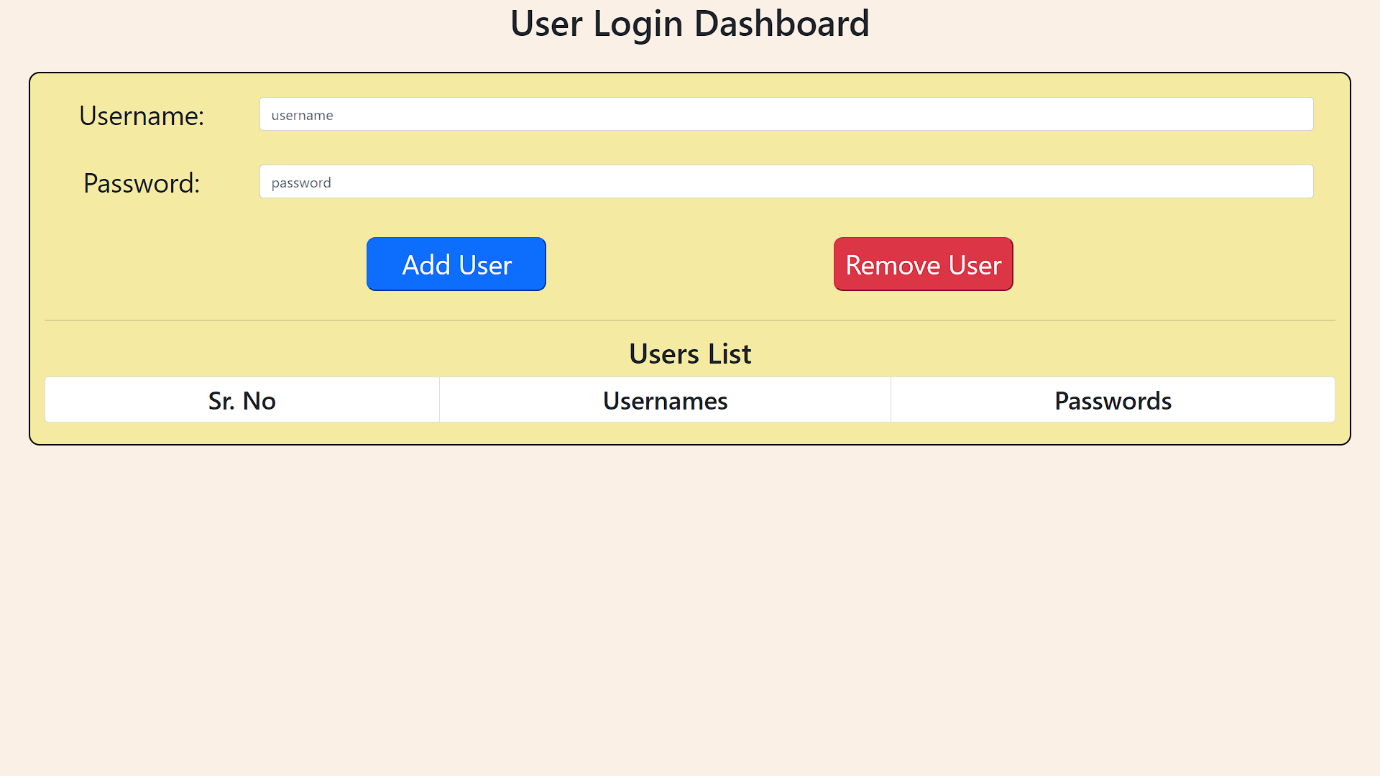 User Login Dashboard
Username: username
Password: password
Add User Remove User
Users List
Sr. No Usernames Passwords